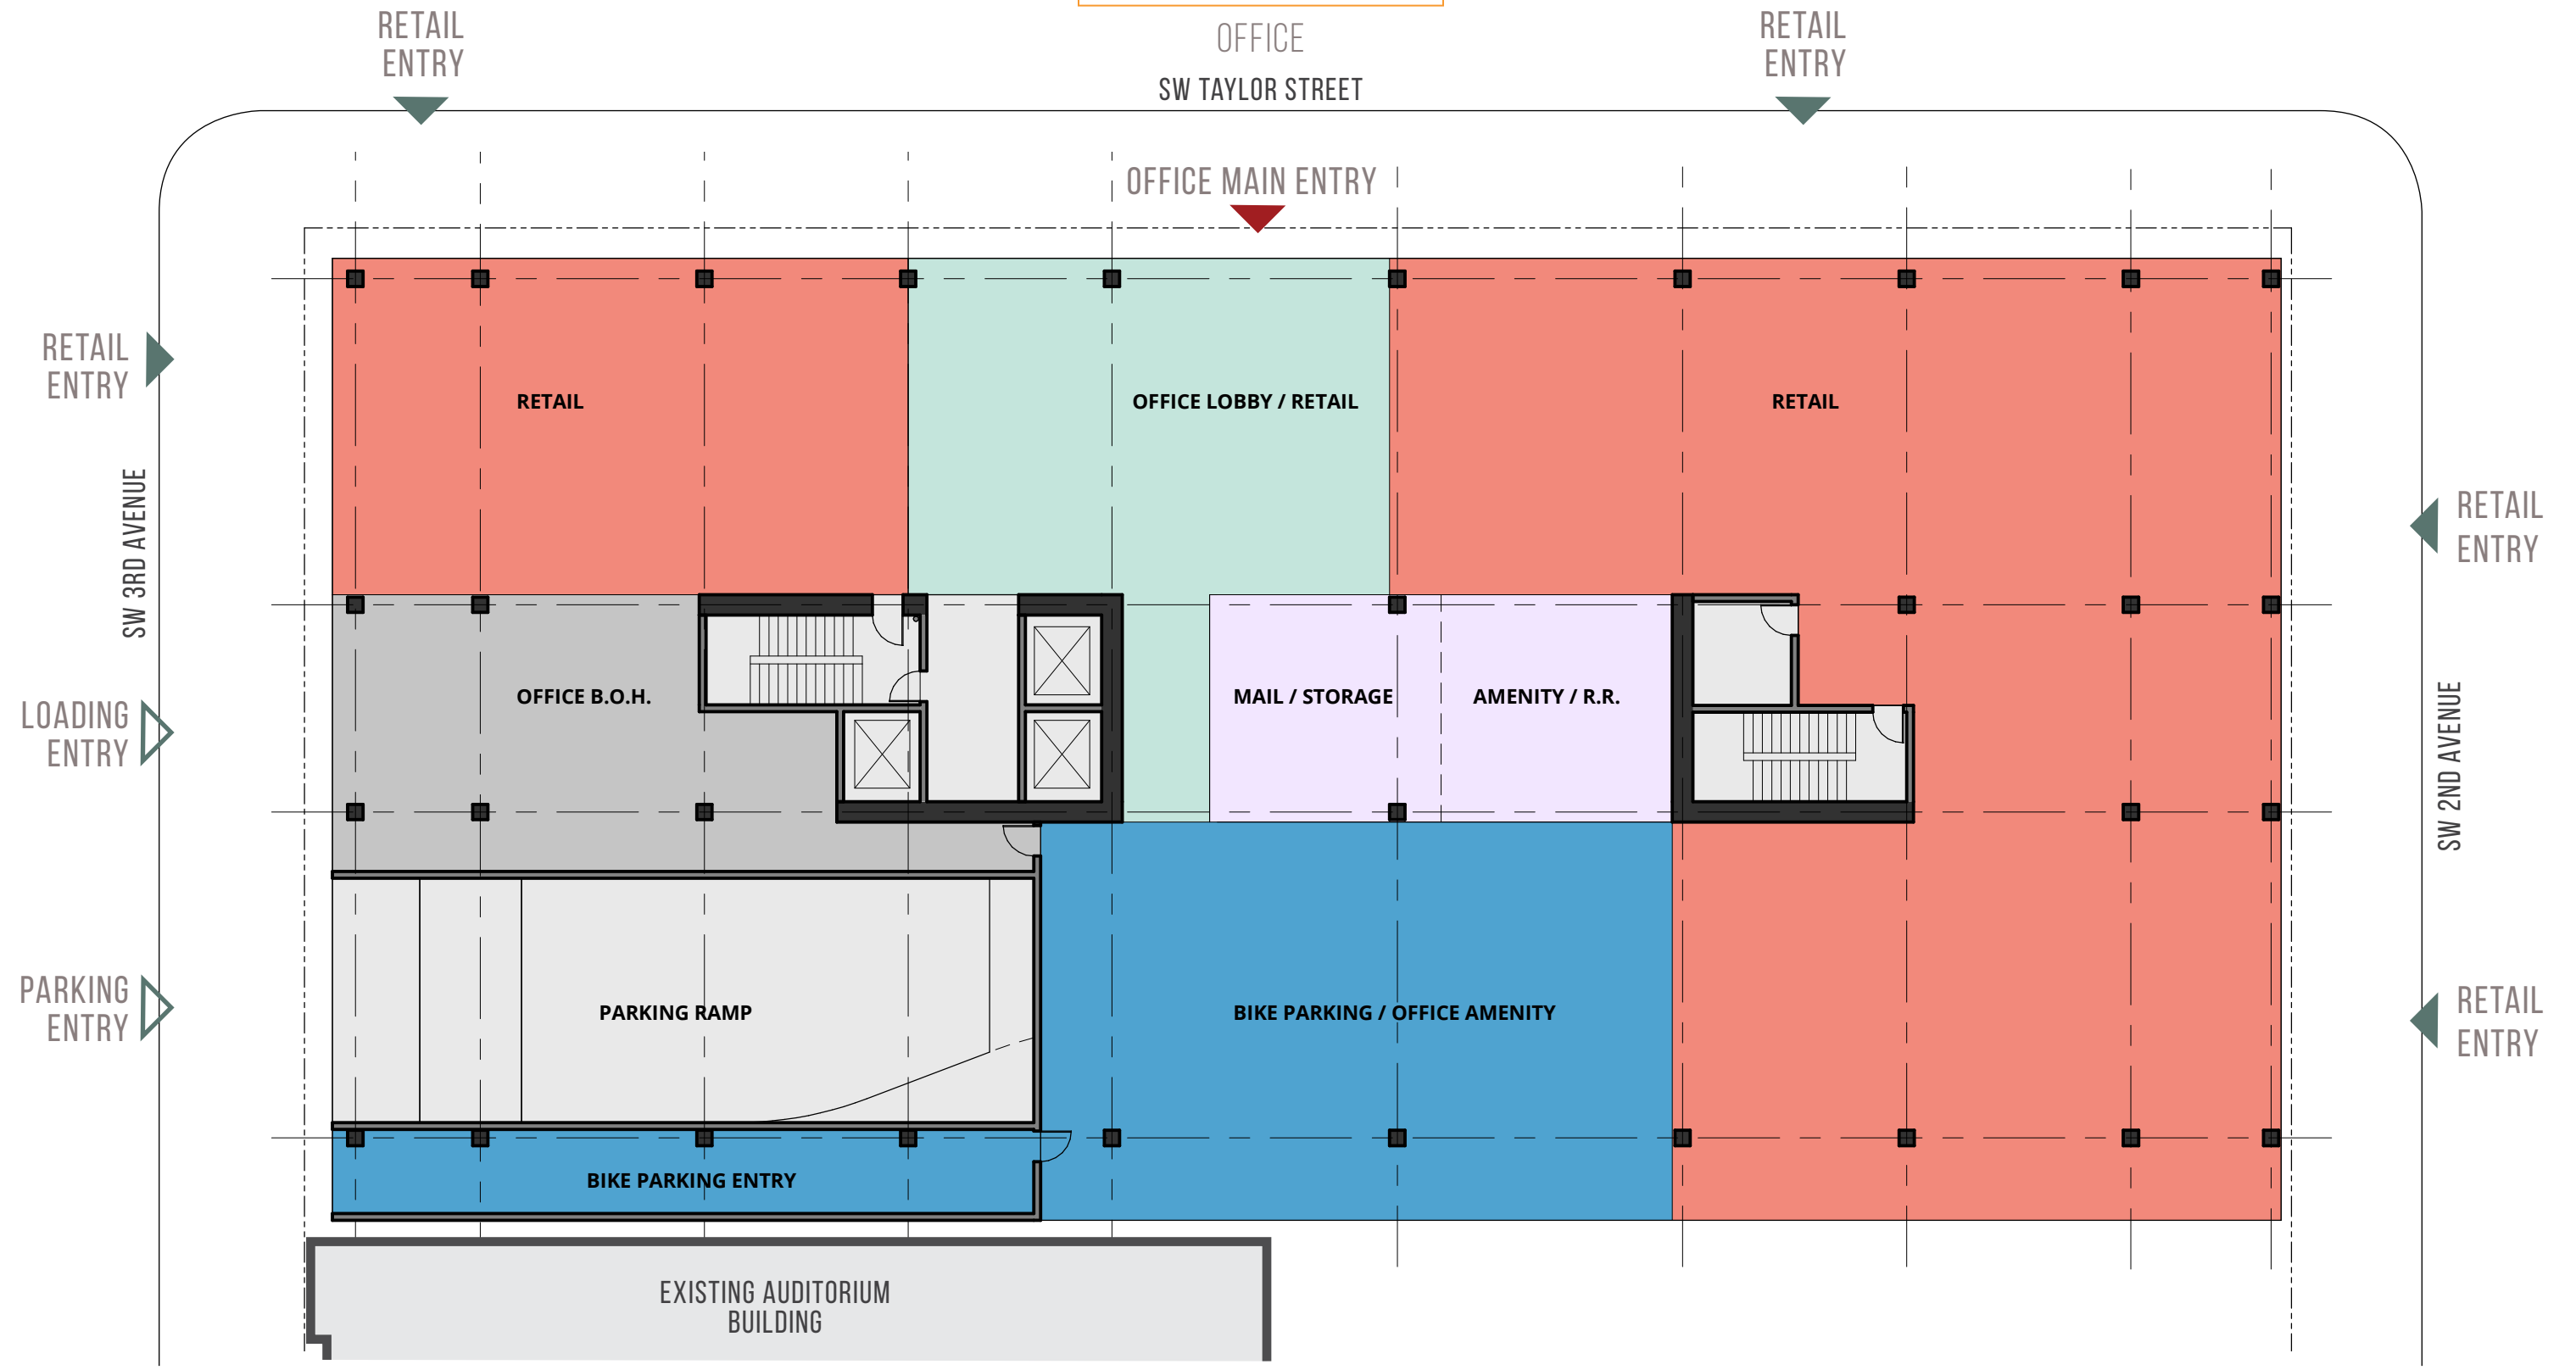 RETAIL
ENTRY
OFFICE
SW TAYLOR STREET
RETAIL
ENTRY
OFFICE MAIN ENTRY
RETAIL
ENTRY
RETAIL
OFFICE LOBBY / RETAIL
RETAIL
SW 3RD AVENUE
RETAIL
ENTRY
LOADING
ENTRY
OFFICE B.O.H.
MAIL / STORAGE
AMENITY / R.R.
SW 2ND AVENUE
PARKING
ENTRY
PARKING RAMP
BIKE PARKING / OFFICE AMENITY
RETAIL
ENTRY
BIKE PARKING ENTRY
EXISTING AUDITORIUM
BUILDING